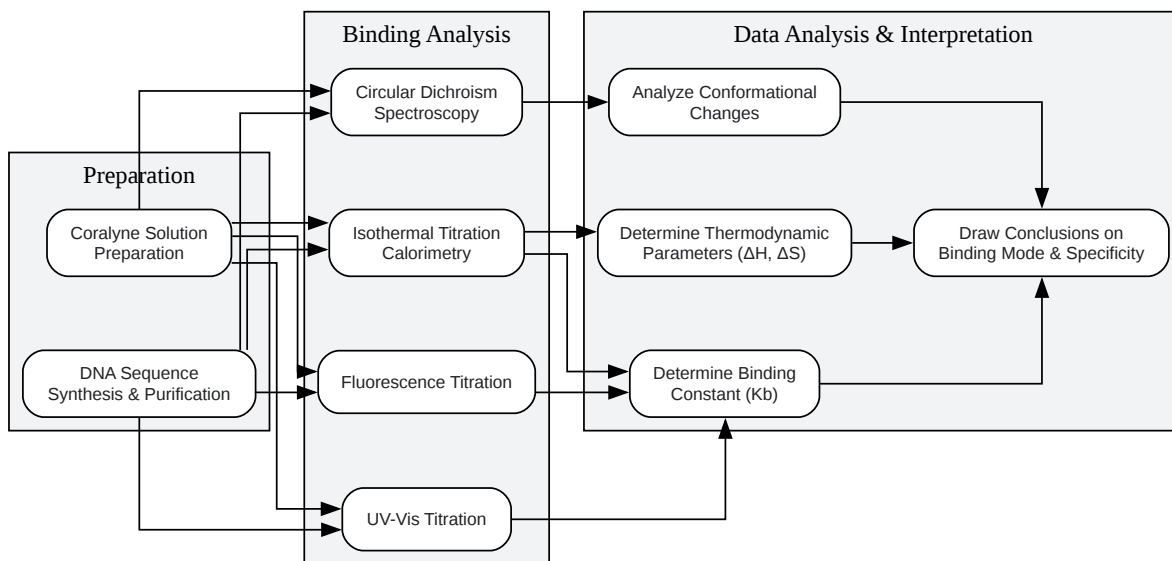 Binding Analysis
Data Analysis & Interpretation
Circular Dichroism
Spectroscopy
Analyze Conformational
Changes
Preparation
Coralyne Solution
Preparation
Isothermal Titration
Calorimetry
Determine Thermodynamic
Parameters (ΔH, ΔS)
Draw Conclusions on
Binding Mode & Specificity
DNA Sequence
Synthesis & Purification
Fluorescence Titration
Determine Binding
Constant (Kb)
UV-Vis Titration